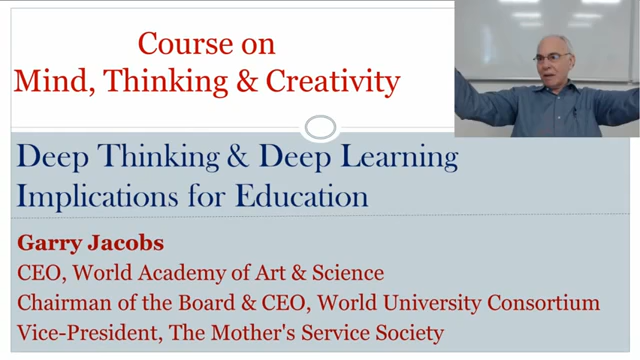 Course on
Mind, Thinking & Creativity
Deep Thinking & Deep Learning
Implications for Education
Garry Jacobs
CEO, World Academy of Art & Science
Chairman of the Board & CEO, World University Consortium
Vice-President, The Mother's Service Society